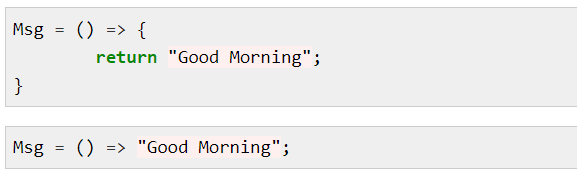 Msg = () => {
        return "Good Morning";
}
Msg = () => "Good Morning";